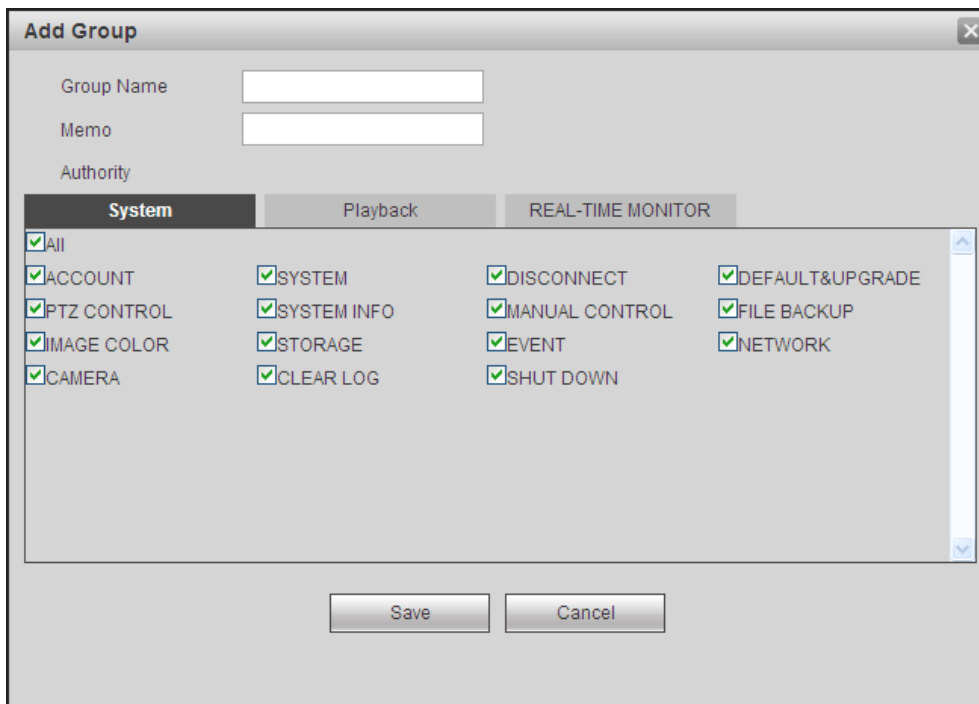 Add Group
Group Name
Memo
Authority
System Playback REAL-TIME MONITOR
All
ACCOUNT SYSTEM DISCONNECT DEFAULT&UPGRADE
PTZ CONTROL SYSTEM INFO MANUAL CONTROL FILE BACKUP
IMAGE COLOR STORAGE EVENT NETWORK
CAMERA CLEAR LOG SHUT DOWN
Save Cancel